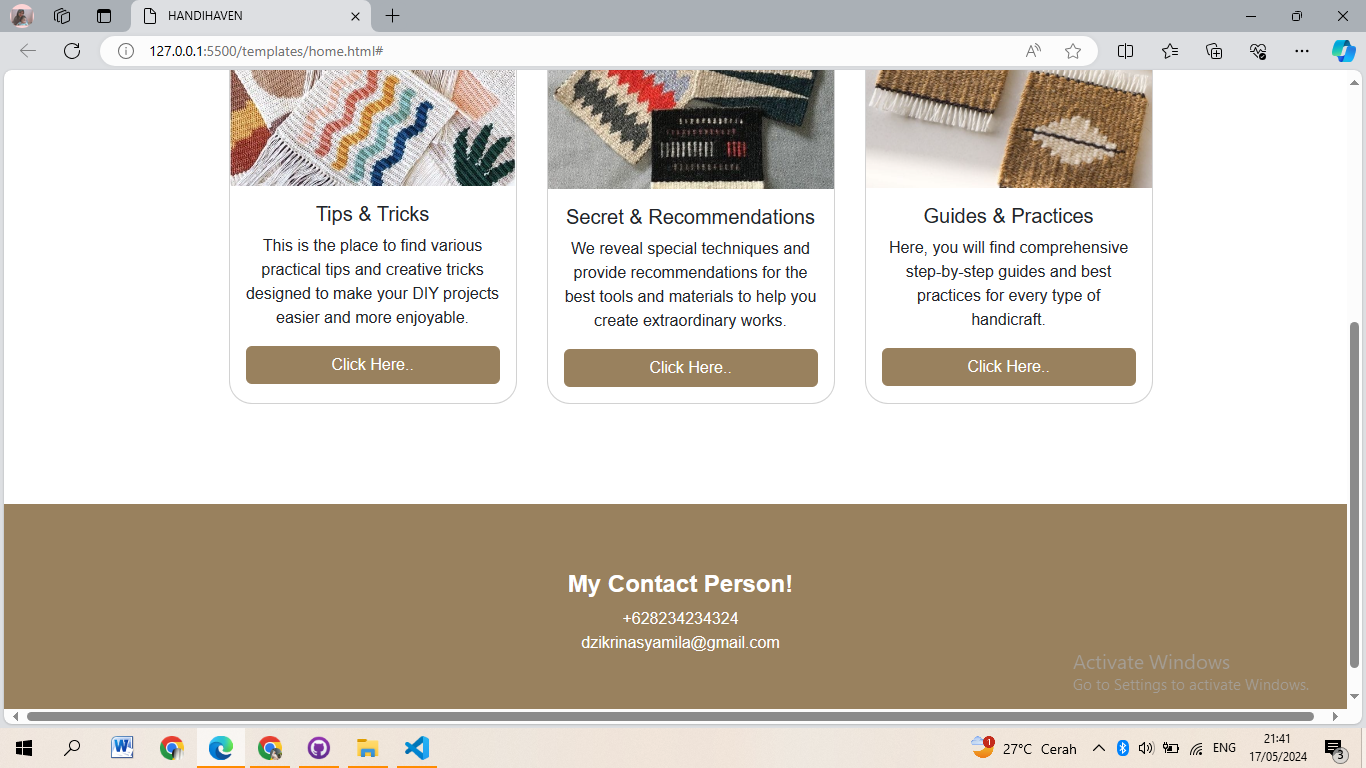 HANDIHAVEN
127.0.0.1:5500/templates/home.html#
Tips & Tricks
This is the place to find various
practical tips and creative tricks
designed to make your DIY projects
easier and more enjoyable.
Click Here..
Secret & Recommendations
We reveal special techniques and
provide recommendations for the
best tools and materials to help you
create extraordinary works.
Click Here..
Guides & Practices
Here, you will find comprehensive
step-by-step guides and best
practices for every type of
handicraft.
Click Here..
My Contact Person!
+628234234324
dzikrinasyamila@gmail.com
Activate Windows
Go to Settings to activate Windows.
1
27°C Cerah
ENG
21:41
17/05/2024
3